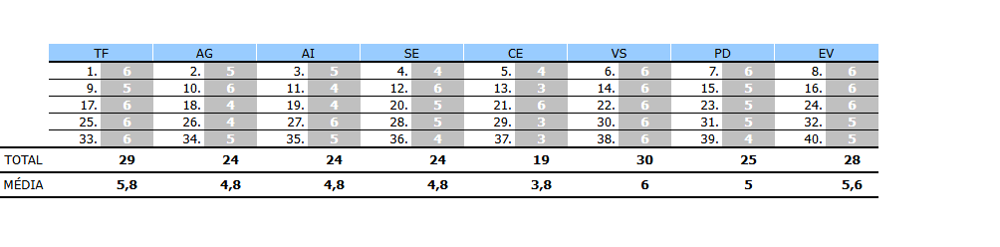 TF AG AI SE CE VS PD EV
1. 6 2. 5 3. 5 4. 4 5. 4 6. 6 7. 6 8. 6
9. 5 10. 6 11. 4 12. 6 13. 3 14. 6 15. 5 16. 6
17. 6 18. 4 19. 4 20. 5 21. 6 22. 6 23. 5 24. 6
25. 6 26. 4 27. 6 28. 5 29. 3 30. 6 31. 5 32. 5
33. 6 34. 5 35. 5 36. 4 37. 3 38. 6 39. 4 40. 5
TOTAL 29 24 24 24 19 30 25 28
MÉDIA 5,8 4,8 4,8 4,8 3,8 6 5 5,6